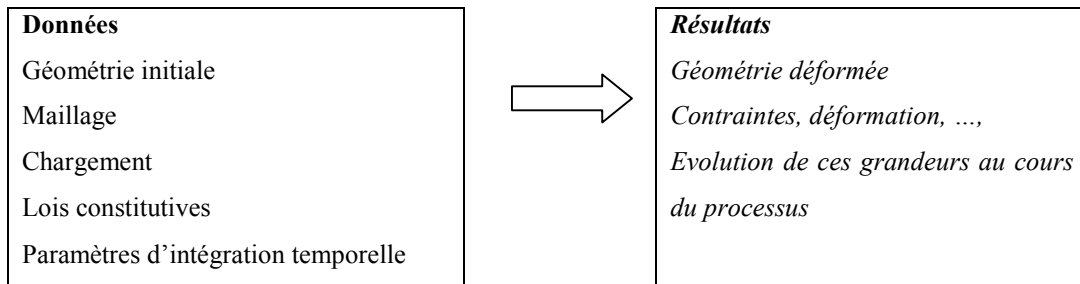 Données
Géométrie initiale
Maillage
Chargement
Lois constitutives
Paramètres d'intégration temporelle
Résultats
Géométrie déformée
Contraintes, déformation, …,
Evolution de ces grandeurs au cours
du processus